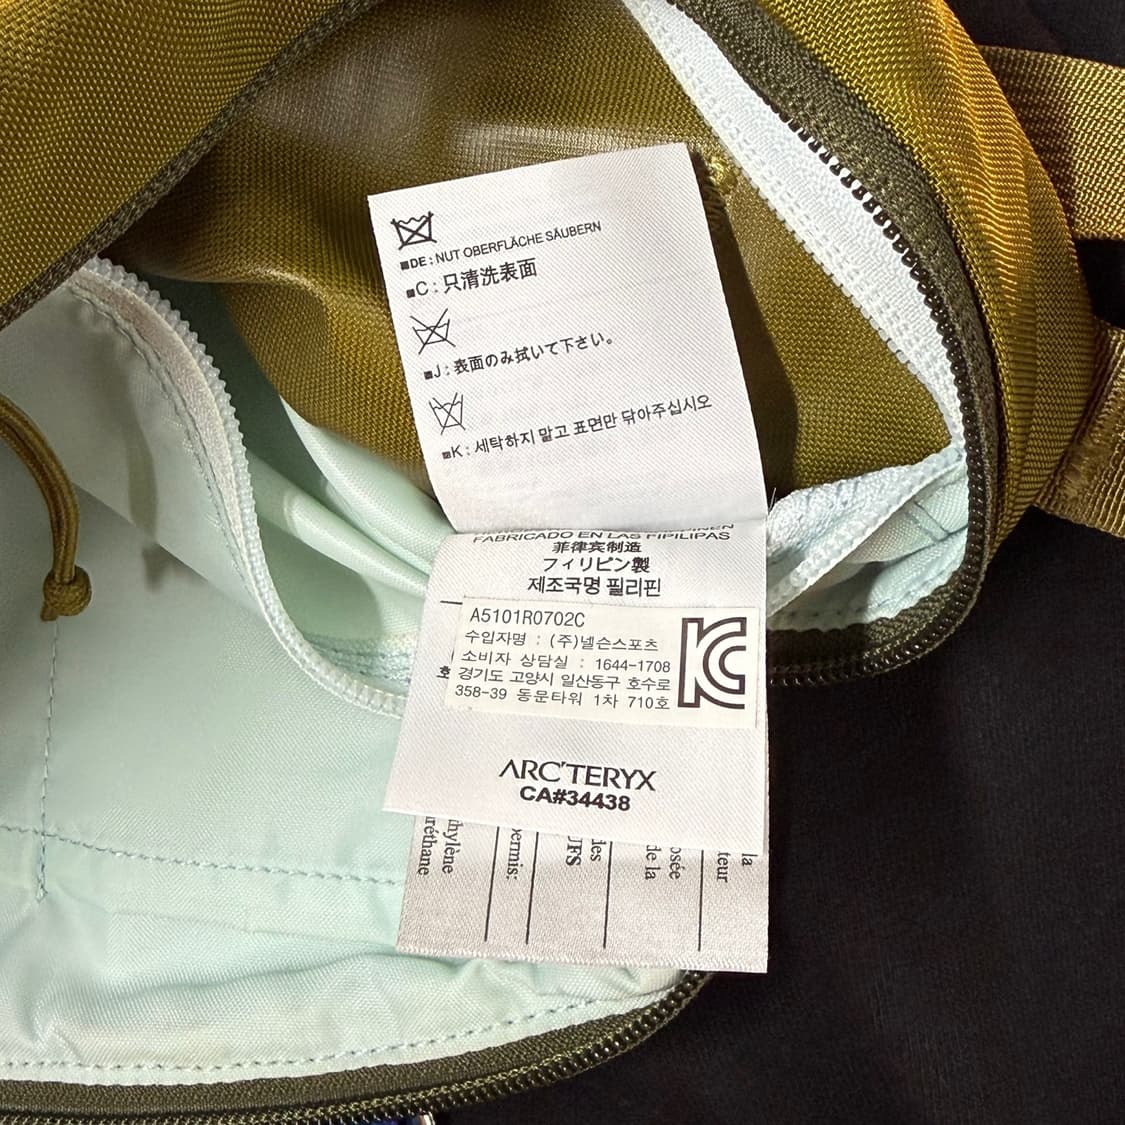 ■DE : NUT OBERFLÄCHE SÄUBERN
■C : 只清洗表面
■J : 表面のみ拭いて下さい。
■K : 세탁하지 말고 표면만 닦아주십시오
FABRICADO EN LAS FIPILIPAS
菲律宾制造
フィリピン製
제조국명 필리핀
A5101R0702C
수입자명 : (주)넬슨스포츠
소비자 상담실 : 1644-1708
경기도 고양시 일산동구 호수로
358-39 동문타워 1차 710호
ARC'TERYX
CA#34438
de la